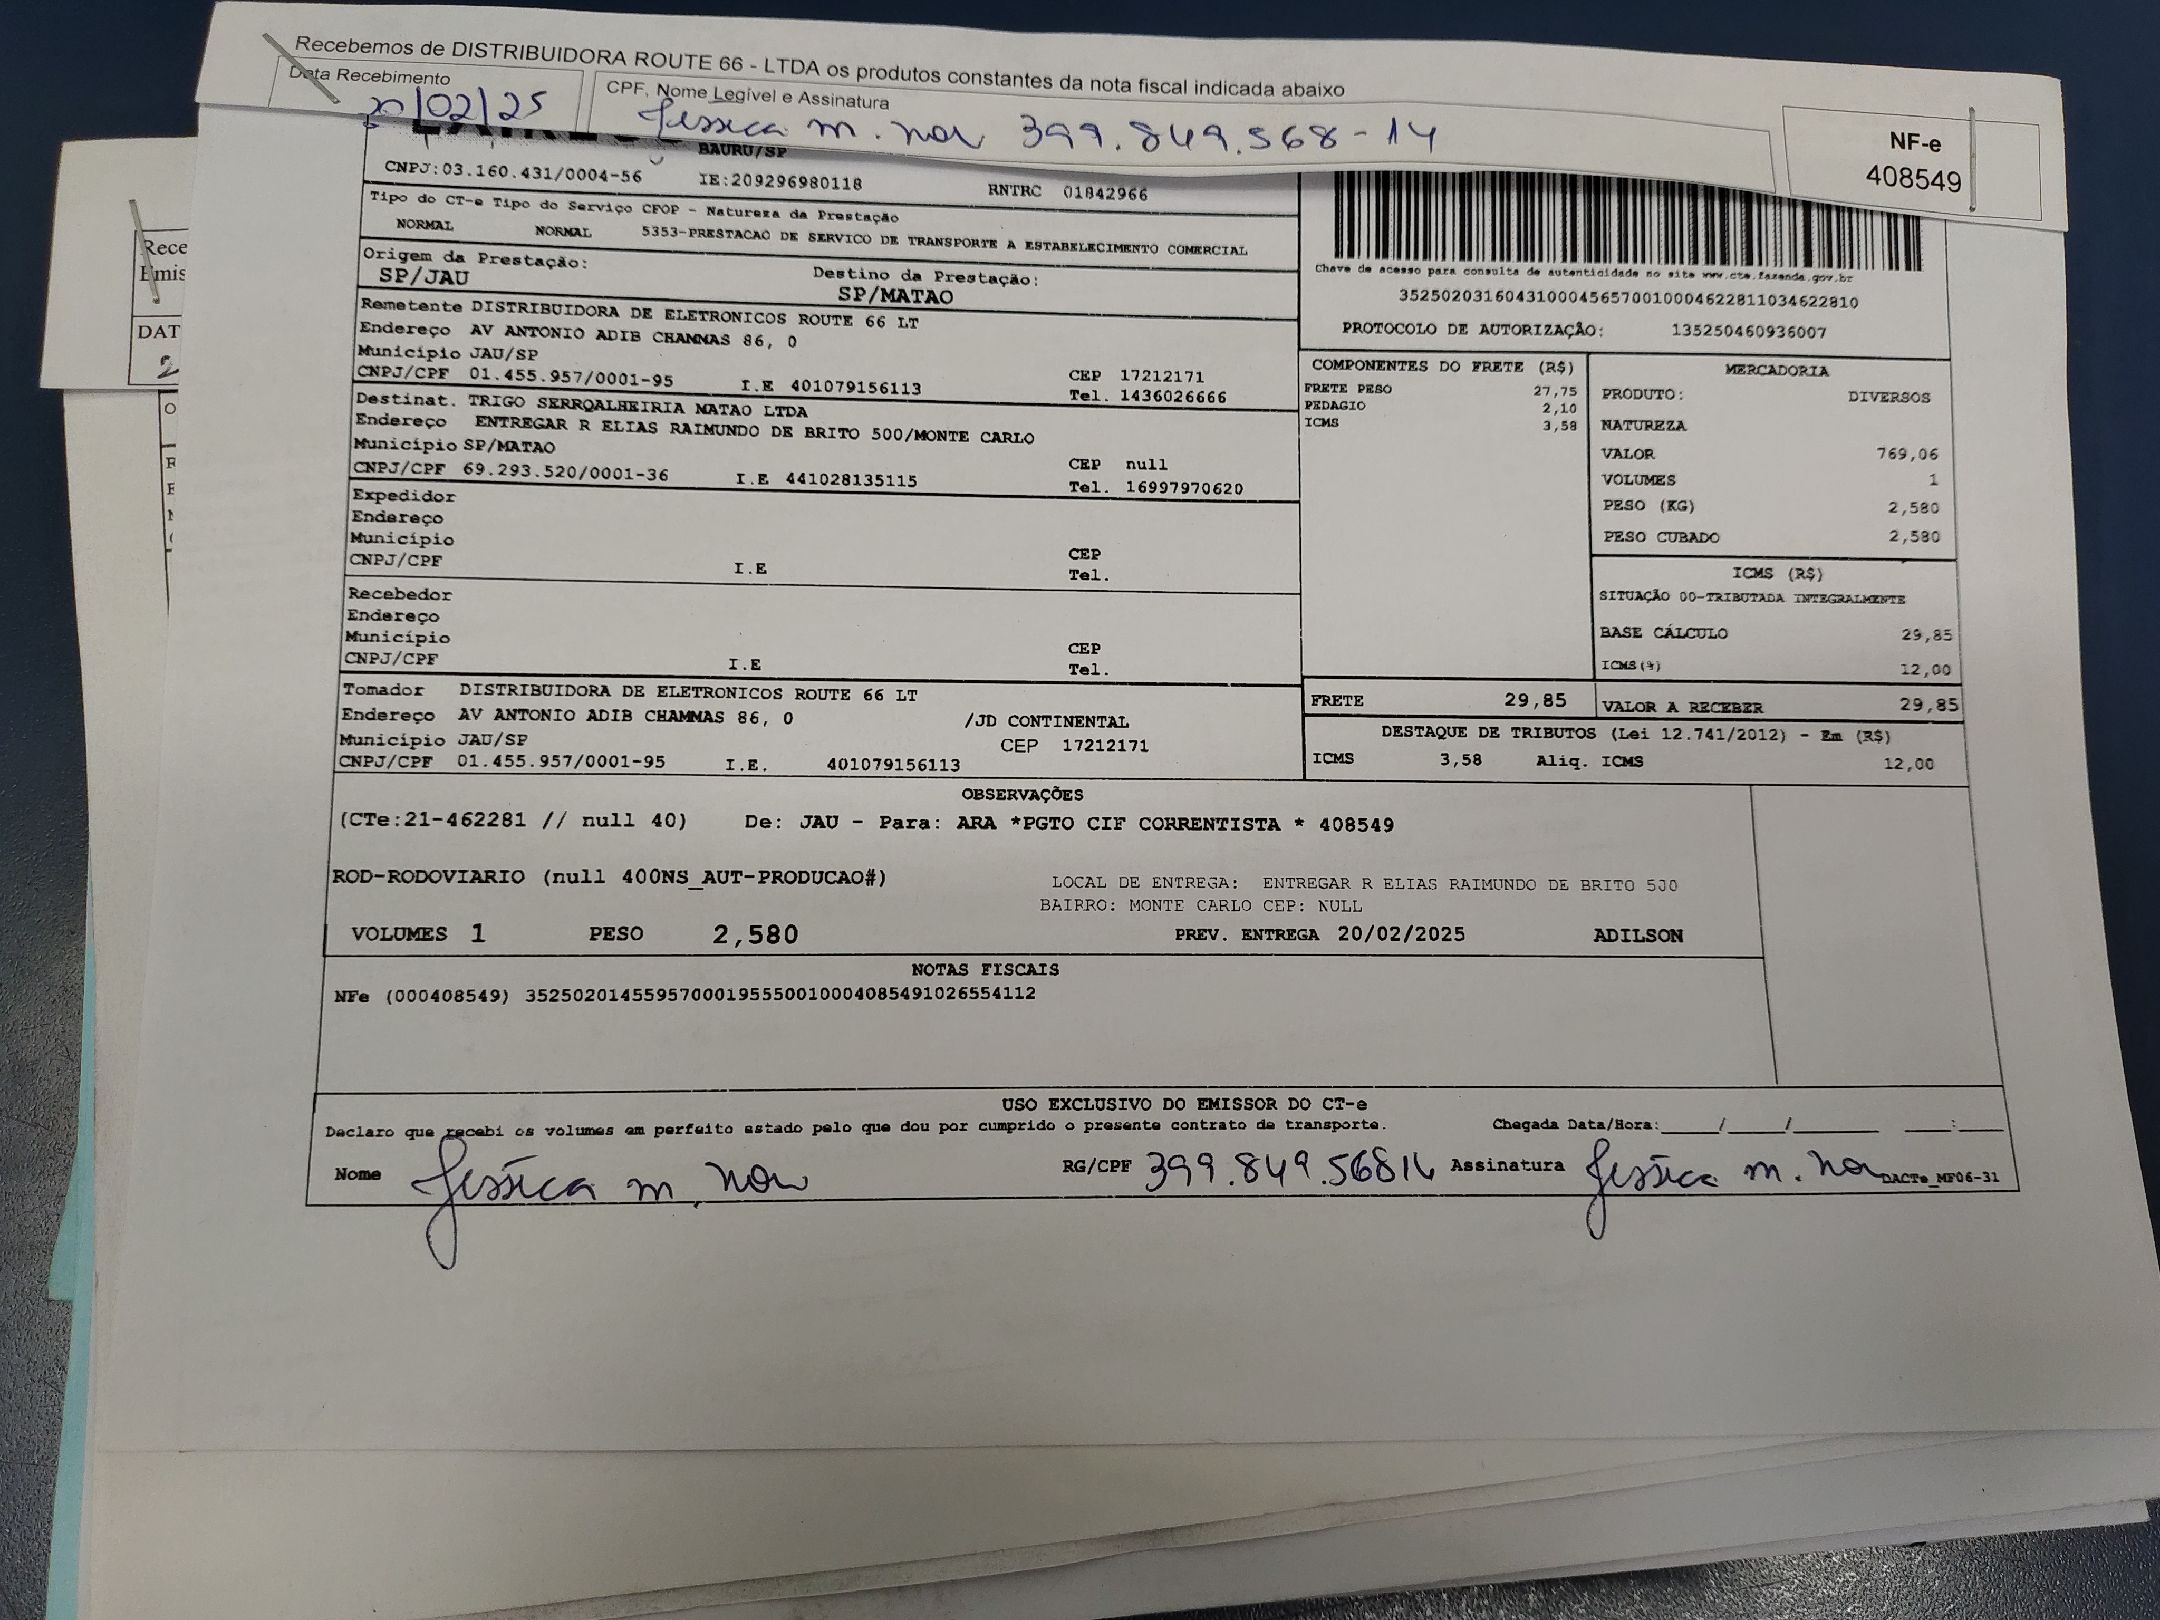 Recebemos de DISTRIBUIDORA ROUTE 66 - LTDA os produtos constantes da nota fiscal indicada abaixo
Data Recebimento
20/02/25
CPF, Nome Legível e Assinatura
Jessica m. nov 399.849.568-14
NF-e
408549
BAURU/SP
CNPJ:03.160.431/0004-56 IE:209296980118 RNTRC 01842966
Tipo do CT-e Tipo do Serviço CFOP - Natureza da Prestação
NORMAL NORMAL 5353-PRESTACAO DE SERVICO DE TRANSPORTE A ESTABELECIMENTO COMERCIAL
Origem da Prestação: Destino da Prestação:
SP/JAU SP/MATAO
Remetente DISTRIBUIDORA DE ELETRONICOS ROUTE 66 LT
Endereço AV ANTONIO ADIB CHAMMAS 86, 0
Município JAU/SP CEP 17212171
CNPJ/CPF 01.455.957/0001-95 I.E 401079156113 Tel. 1436026666
Destinat. TRIGO SERRQALHEIRIA MATAO LTDA
Endereço ENTREGAR R ELIAS RAIMUNDO DE BRITO 500/MONTE CARLO
Município SP/MATAO CEP null
CNPJ/CPF 69.293.520/0001-36 I.E 441028135115 Tel. 16997970620
Expedidor
Endereço
Município CEP
CNPJ/CPF I.E Tel.
Recebedor
Endereço
Município CEP
CNPJ/CPF I.E Tel.
Tomador DISTRIBUIDORA DE ELETRONICOS ROUTE 66 LT
Endereço AV ANTONIO ADIB CHAMMAS 86, 0 /JD CONTINENTAL
Município JAU/SP CEP 17212171
CNPJ/CPF 01.455.957/0001-95 I.E. 401079156113
Chave de acesso para consulta de autenticidade no site www.cte.fazenda.gov.br
35250203160431000456570010004622811034622810
PROTOCOLO DE AUTORIZAÇÃO: 135250460936007
COMPONENTES DO FRETE (R$)
FRETE PESO 27,75
PEDAGIO 2,10
ICMS 3,58
MERCADORIA
PRODUTO: DIVERSOS
NATUREZA
VALOR 769,06
VOLUMES 1
PESO (KG) 2,580
PESO CUBADO 2,580
ICMS (R$)
SITUAÇÃO 00-TRIBUTADA INTEGRALMENTE
BASE CÁLCULO 29,85
ICMS(%) 12,00
FRETE 29,85 VALOR A RECEBER 29,85
DESTAQUE DE TRIBUTOS (Lei 12.741/2012) - Em (R$)
ICMS 3,58 Aliq. ICMS 12,00
OBSERVAÇÕES
(CTe:21-462281 // null 40) De: JAU - Para: ARA *PGTO CIF CORRENTISTA * 408549
ROD-RODOVIARIO (null 400NS_AUT-PRODUCAO#)
LOCAL DE ENTREGA: ENTREGAR R ELIAS RAIMUNDO DE BRITO 500
BAIRRO: MONTE CARLO CEP: NULL
VOLUMES 1 PESO 2,580 PREV. ENTREGA 20/02/2025 ADILSON
NOTAS FISCAIS
NFe (000408549) 35250201455957000195550010004085491026554112
USO EXCLUSIVO DO EMISSOR DO CT-e
Declaro que recebi os volumes em perfeito estado pelo que dou por cumprido o presente contrato de transporte. Chegada Data/Hora:____/____/______ ___:___
Nome Jessica m. nov RG/CPF 399.849.56814 Assinatura Jessica m. nov
DACTe_MF06-31
Rece
Emis
DAT
2